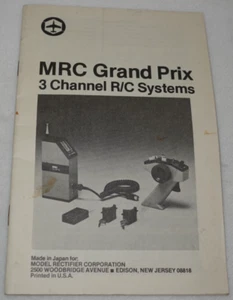 MRC Grand Prix
3 Channel R/C Systems
Made in Japan for:
MODEL RECTIFIER CORPORATION
2500 WOODBRIDGE AVENUE ■ EDISON, NEW JERSEY 08818
Printed in U.S.A.